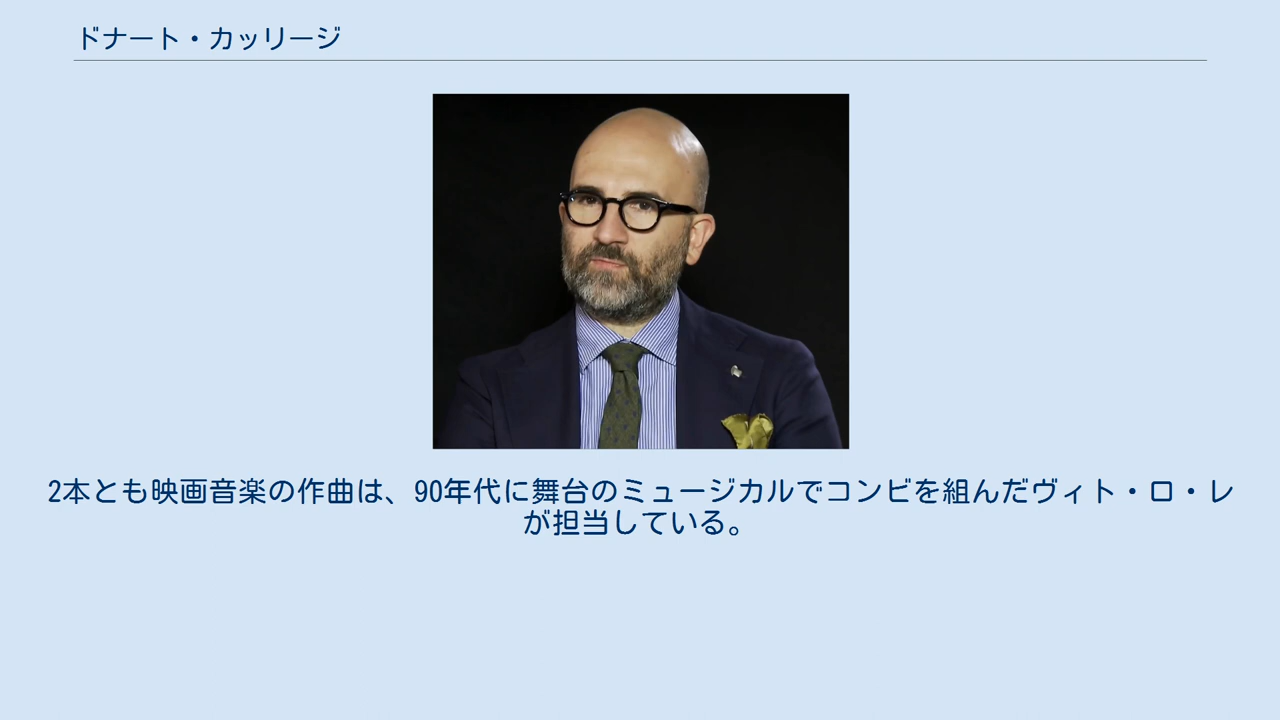 ドナート・カッリージ
2本とも映画音楽の作曲は、90年代に舞台のミュージカルでコンビを組んだヴィト・ロ・レ
が担当している。